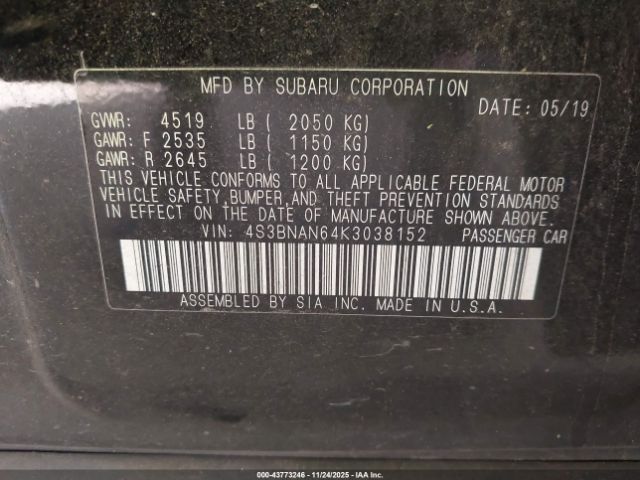 MFD BY SUBARU CORPORATION
DATE: 05/19
GVWR: 4519 LB ( 2050 KG)
GAWR: F 2535 LB ( 1150 KG)
GAWR: R 2645 LB ( 1200 KG)
THIS VEHICLE CONFORMS TO ALL APPLICABLE FEDERAL MOTOR
VEHICLE SAFETY,BUMPER,AND THEFT PREVENTION STANDARDS
IN EFFECT ON THE DATE OF MANUFACTURE SHOWN ABOVE.
VIN: 4S3BNAN64K3038152 PASSENGER CAR
ASSEMBLED BY SIA INC. MADE IN U.S.A.
000-43773246 - 11/24/2025 - IAA Inc.